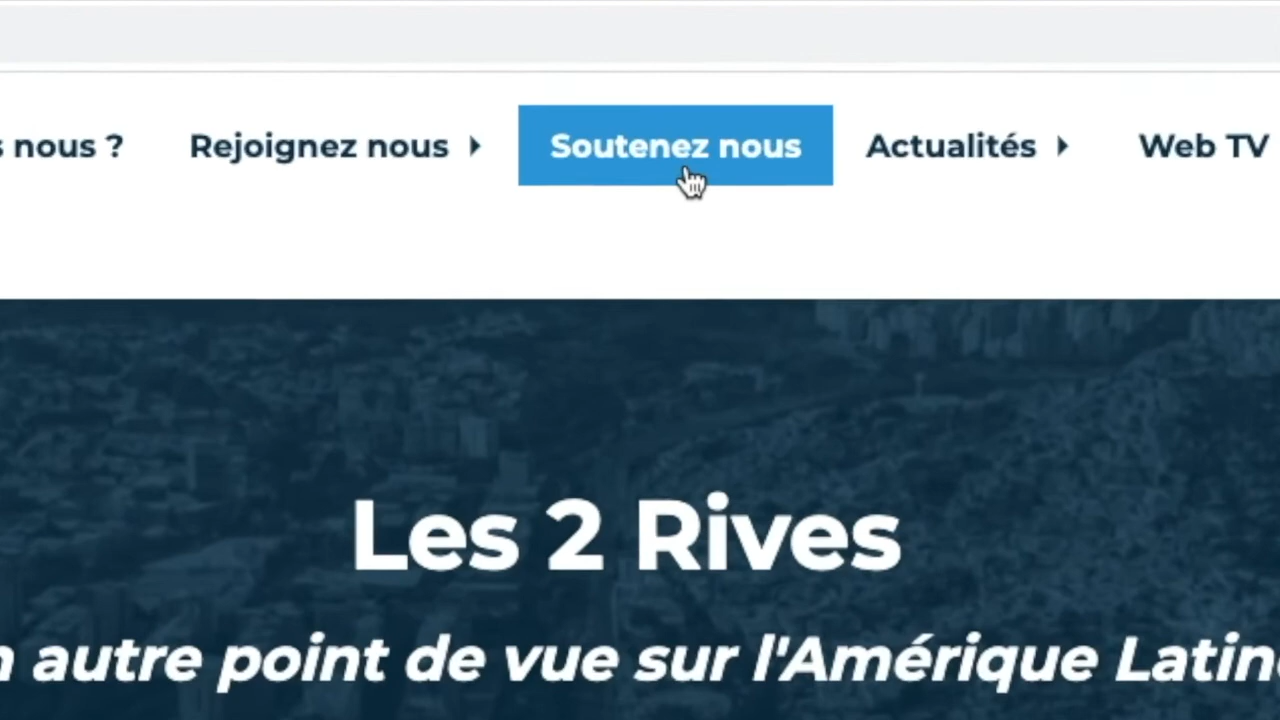 nous ?
Rejoignez nous
Soutenez nous
Actualités
Web TV
Les 2 Rives
autre point de vue sur l'Amérique